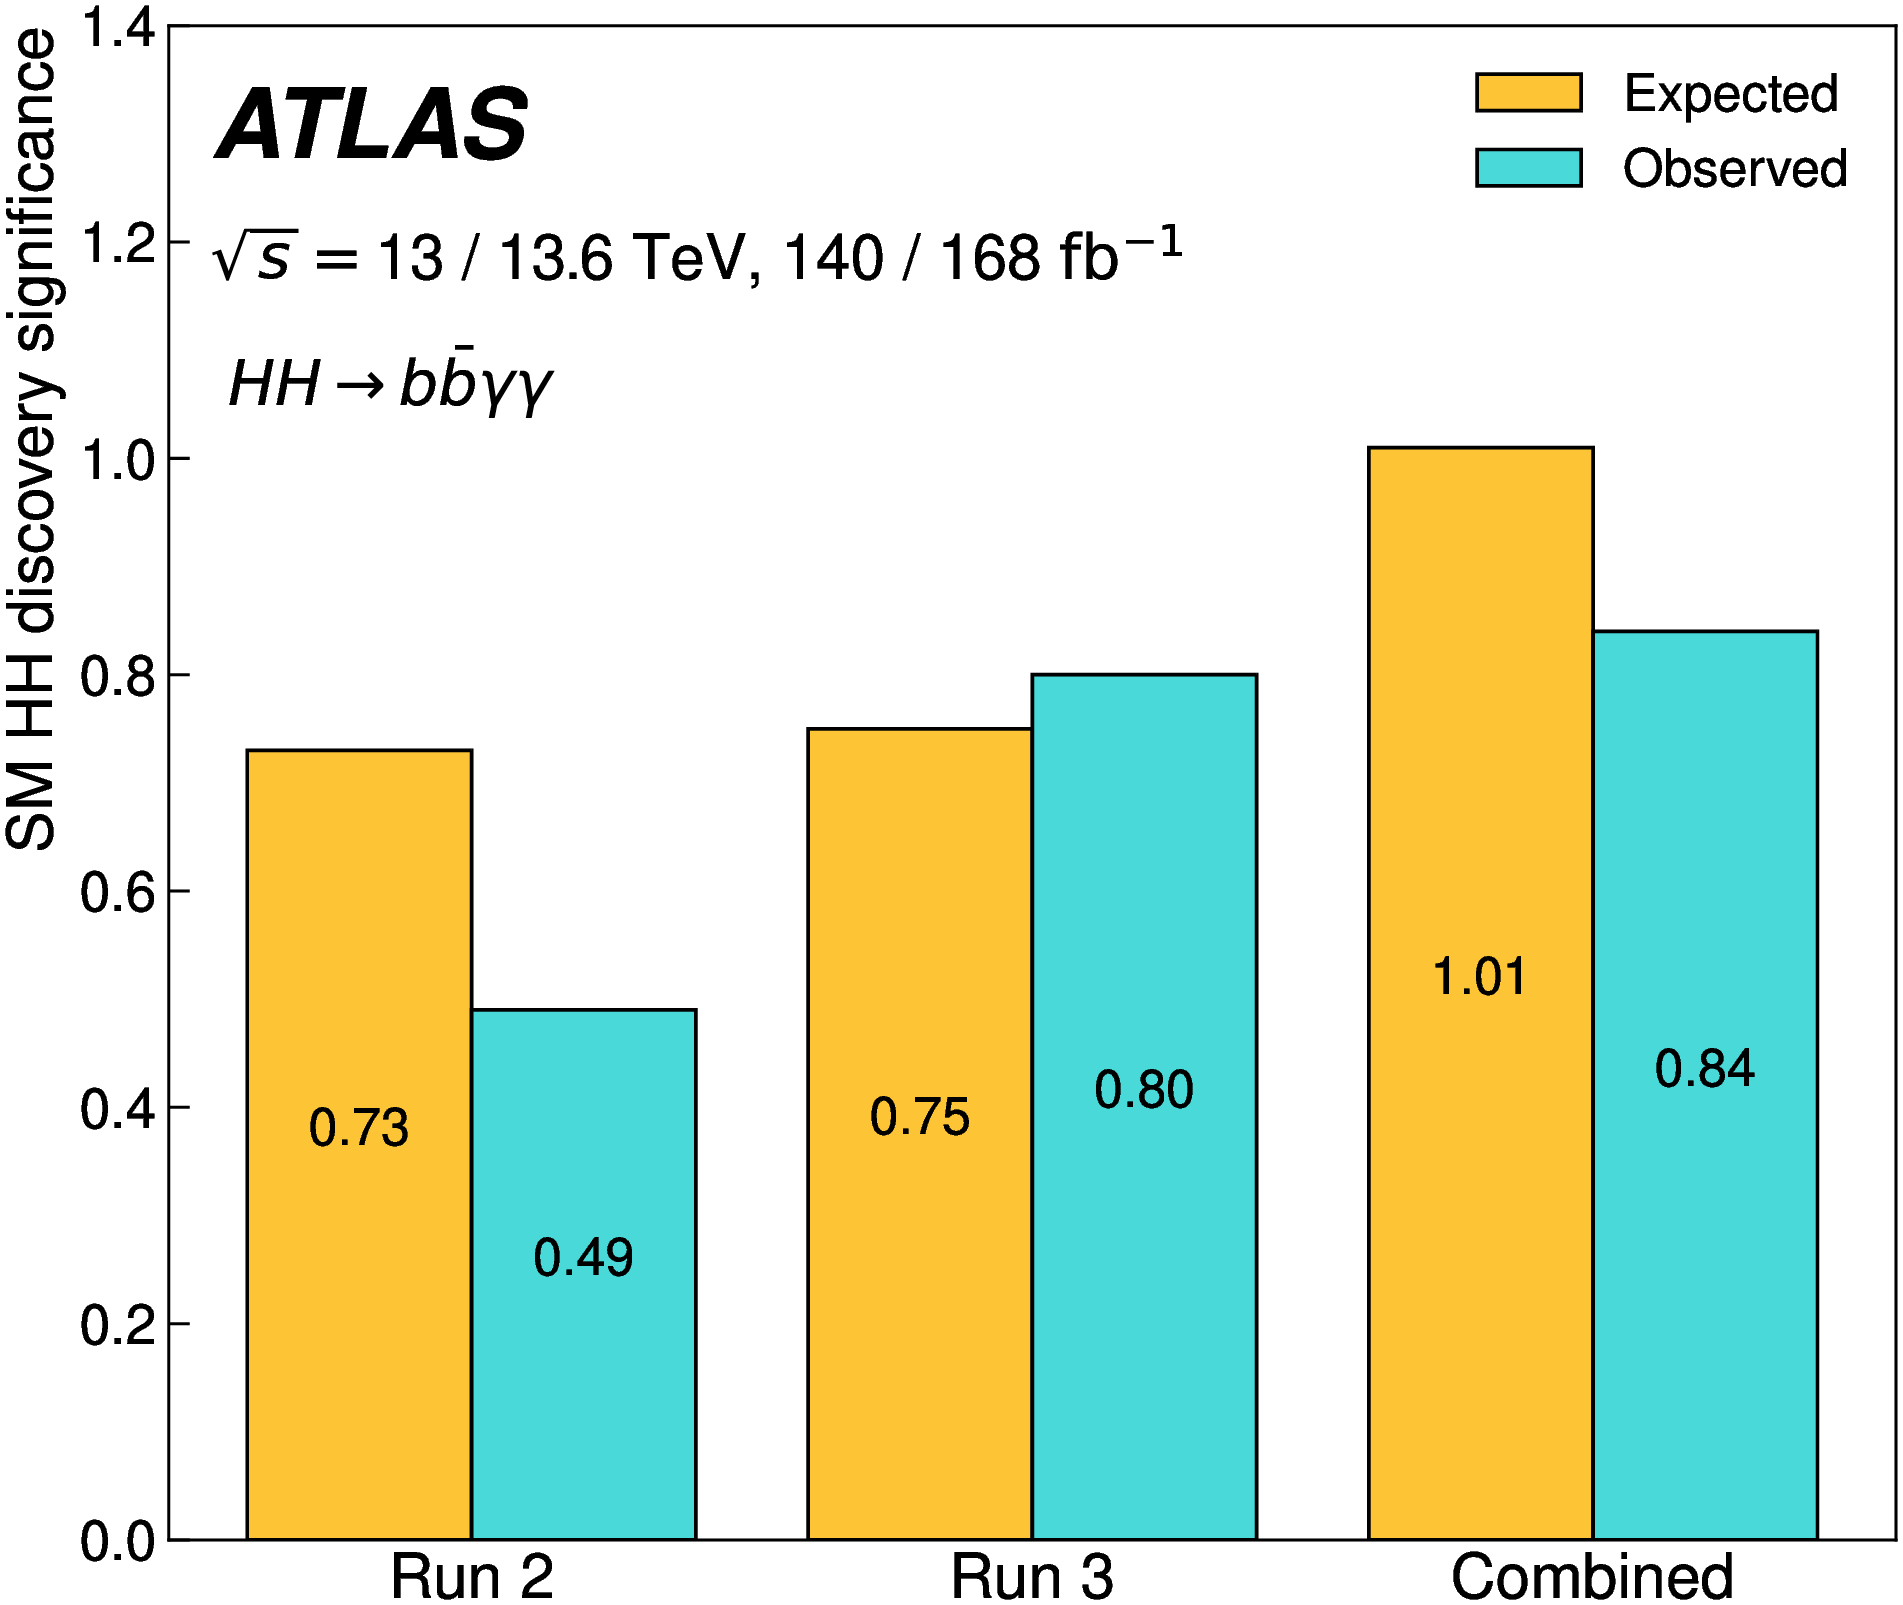 SM HH discovery significance
1.4
1.2
1.0
0.8
0.6
0.4
0.2
0.0
ATLAS
√s = 13 / 13.6 TeV, 140 / 168 fb⁻¹
HH → bb̄γγ
Expected
Observed
0.73
0.49
0.75
0.80
1.01
0.84
Run 2
Run 3
Combined